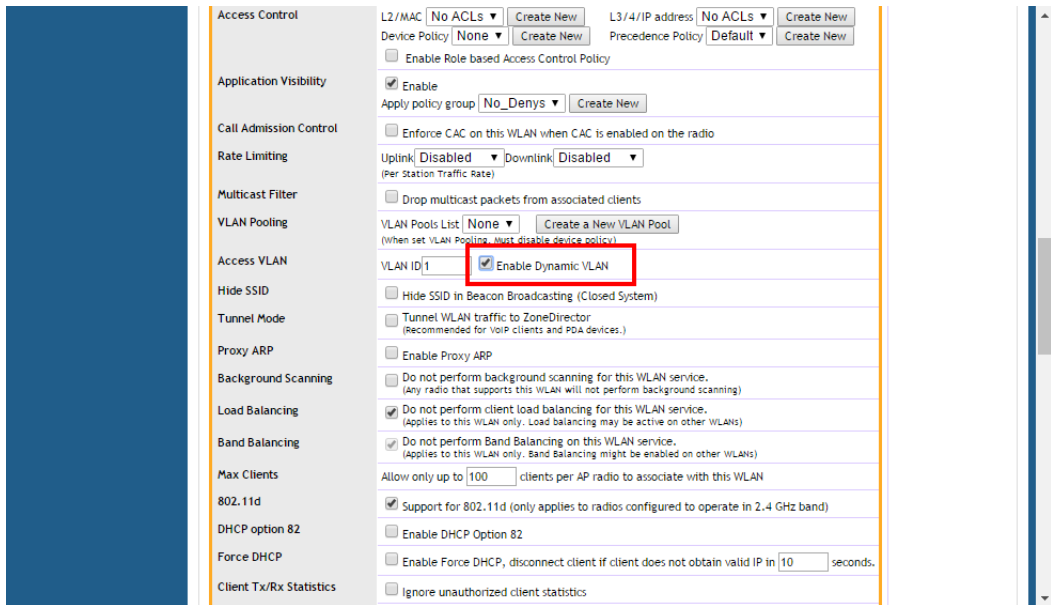 Access Control
L2/MAC No ACLs ▼ Create New L3/4/IP address No ACLs ▼ Create New
Device Policy None ▼ Create New Precedence Policy Default ▼ Create New
Enable Role based Access Control Policy
Application Visibility
Enable
Apply policy group No_Denys ▼ Create New
Call Admission Control
Enforce CAC on this WLAN when CAC is enabled on the radio
Rate Limiting
Uplink Disabled ▼ Downlink Disabled ▼
(Per Station Traffic Rate)
Multicast Filter
Drop multicast packets from associated clients
VLAN Pooling
VLAN Pools List None ▼ Create a New VLAN Pool
(When set VLAN Pooling, Must disable device policy)
Access VLAN
VLAN ID 1 Enable Dynamic VLAN
Hide SSID
Hide SSID in Beacon Broadcasting (Closed System)
Tunnel Mode
Tunnel WLAN traffic to ZoneDirector
(Recommended for VoIP clients and PDA devices.)
Proxy ARP
Enable Proxy ARP
Background Scanning
Do not perform background scanning for this WLAN service.
(Any radio that supports this WLAN will not perform background scanning)
Load Balancing
Do not perform client load balancing for this WLAN service.
(Applies to this WLAN only. Load balancing may be active on other WLANs)
Band Balancing
Do not perform Band Balancing on this WLAN service.
(Applies to this WLAN only. Band Balancing might be enabled on other WLANs)
Max Clients
Allow only up to 100 clients per AP radio to associate with this WLAN
802.11d
Support for 802.11d (only applies to radios configured to operate in 2.4 GHz band)
DHCP option 82
Enable DHCP Option 82
Force DHCP
Enable Force DHCP, disconnect client if client does not obtain valid IP in 10 seconds.
Client Tx/Rx Statistics
Ignore unauthorized client statistics